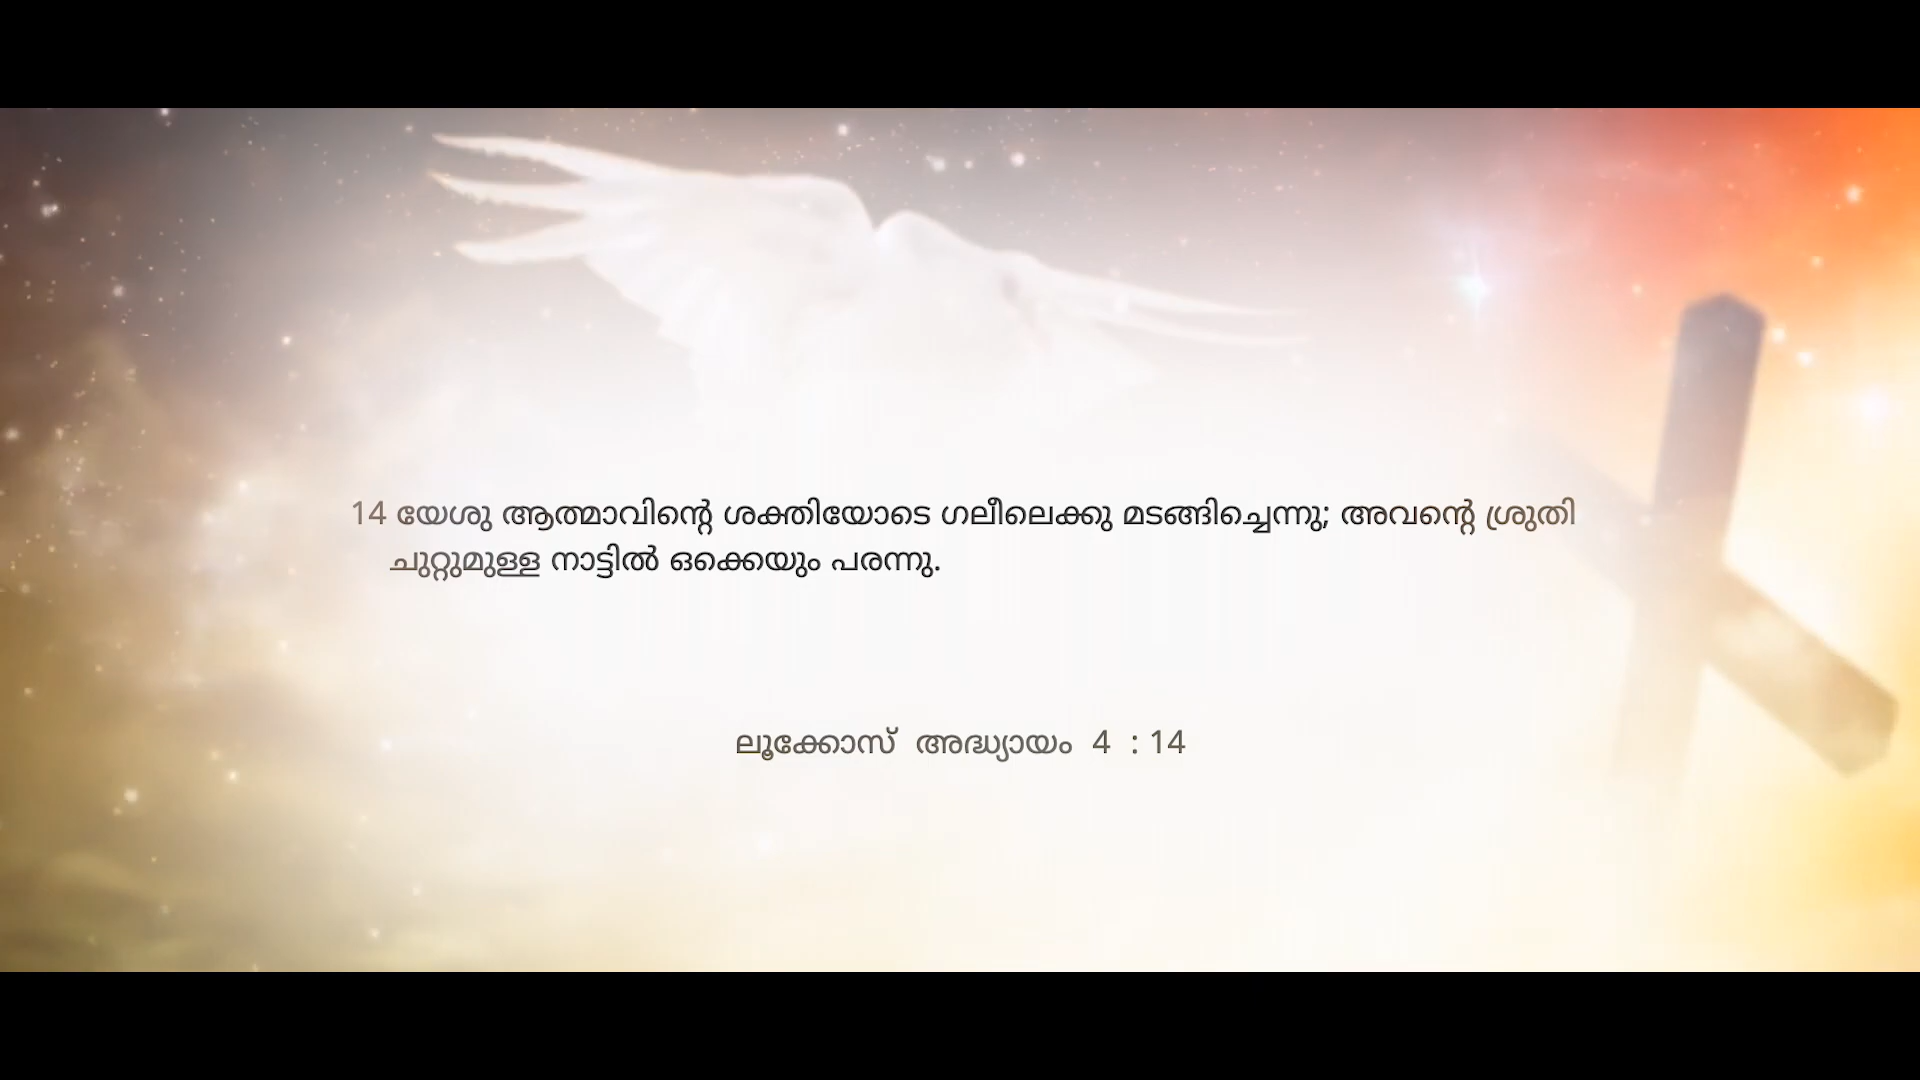 14 യേശു ആത്മാവിന്റെ ശക്തിയോടെ ഗലീലെക്കു മടങ്ങിച്ചെന്നു; അവന്റെ ശ്രുതി
ചുറ്റുമുള്ള നാട്ടിൽ ഒക്കെയും പരന്നു.
ലൂക്കോസ് അദ്ധ്യായം 4 : 14